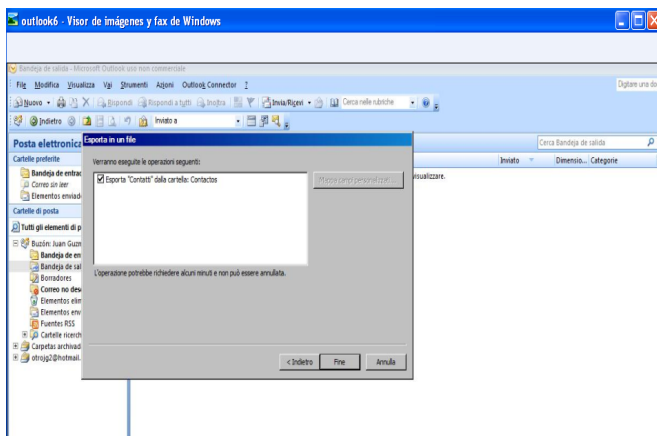 outlook6 - Visor de imágenes y fax de Windows
Bandeja de salida - Microsoft Outlook uso non commerciale
File Modifica Visualizza Vai Strumenti Azioni Outlook Connector ?
Digitare una do
Nuovo Rispondi Rispondi a tutti Inoltra Invia/Ricevi Cerca nelle rubriche
Indietro Inviato a
Posta elettronica
Cerca Bandeja de salida
Esporta in un file
Cartelle preferite
Verranno eseguite le operazioni seguenti:
Inviato Dimensio... Categorie
Bandeja de entrad
Esporta "Contatti" dalla cartella: Contactos
Mappa campi personalizzati...
visualizzare.
Correo sin leer
Elementos enviad
Cartelle di posta
Tutti gli elementi di p
Buzón: Juan Guzm
Bandeja de en
Bandeja de sal
L'operazione potrebbe richiedere alcuni minuti e non può essere annullata.
Borradores
Correo no dese
Elementos elim
Elementos env
Fuentes RSS
Cartelle ricerch
Carpetas archivad
otrojg2@hotmail.
< Indietro Fine Annulla